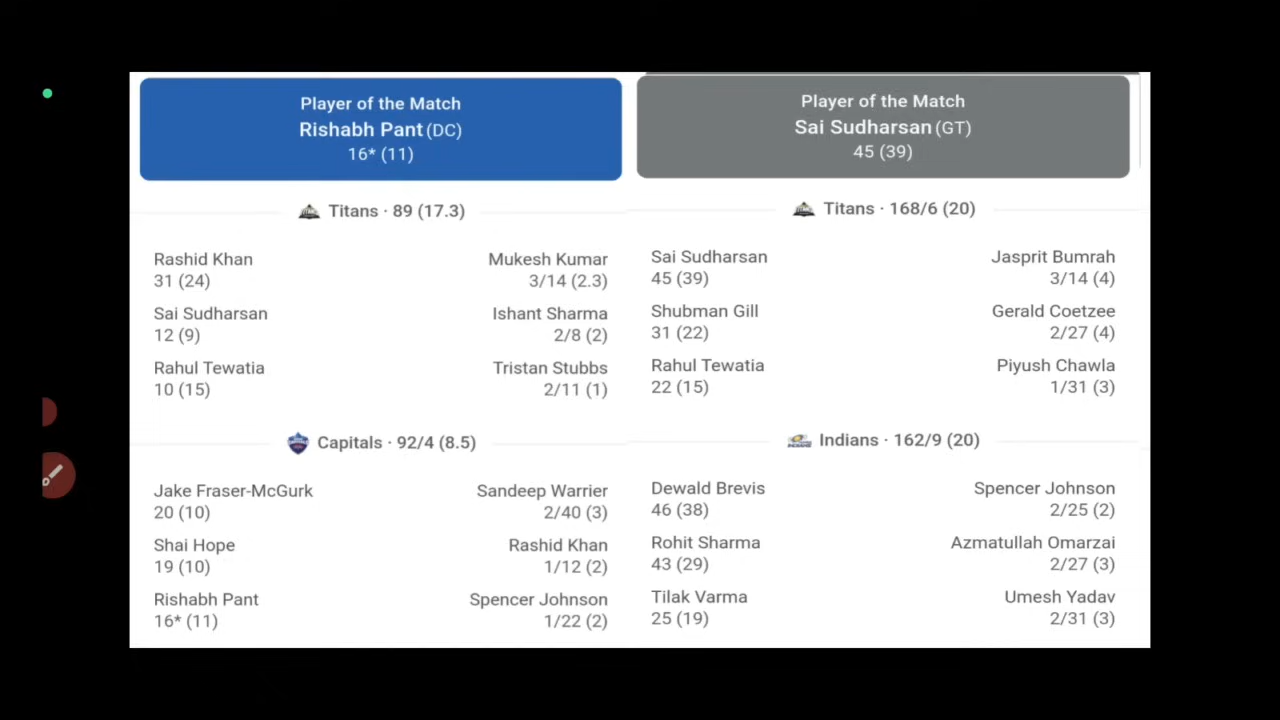 Player of the Match
Rishabh Pant (DC)
16* (11)
Titans · 89 (17.3)
Rashid Khan
31 (24)
Mukesh Kumar
3/14 (2.3)
Sai Sudharsan
12 (9)
Ishant Sharma
2/8 (2)
Rahul Tewatia
10 (15)
Tristan Stubbs
2/11 (1)
Capitals · 92/4 (8.5)
Jake Fraser-McGurk
20 (10)
Sandeep Warrier
2/40 (3)
Shai Hope
19 (10)
Rashid Khan
1/12 (2)
Rishabh Pant
16* (11)
Spencer Johnson
1/22 (2)
Player of the Match
Sai Sudharsan (GT)
45 (39)
Titans · 168/6 (20)
Sai Sudharsan
45 (39)
Jasprit Bumrah
3/14 (4)
Shubman Gill
31 (22)
Gerald Coetzee
2/27 (4)
Rahul Tewatia
22 (15)
Piyush Chawla
1/31 (3)
Indians · 162/9 (20)
Dewald Brevis
46 (38)
Spencer Johnson
2/25 (2)
Rohit Sharma
43 (29)
Azmatullah Omarzai
2/27 (3)
Tilak Varma
25 (19)
Umesh Yadav
2/31 (3)